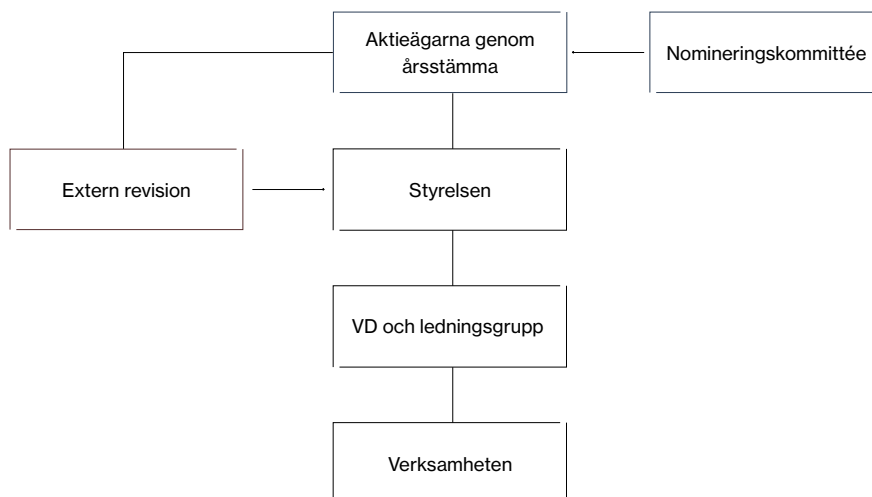 Aktieägarna genom
årsstämma
Nomineringskommittée
Extern revision
Styrelsen
VD och ledningsgrupp
Verksamheten